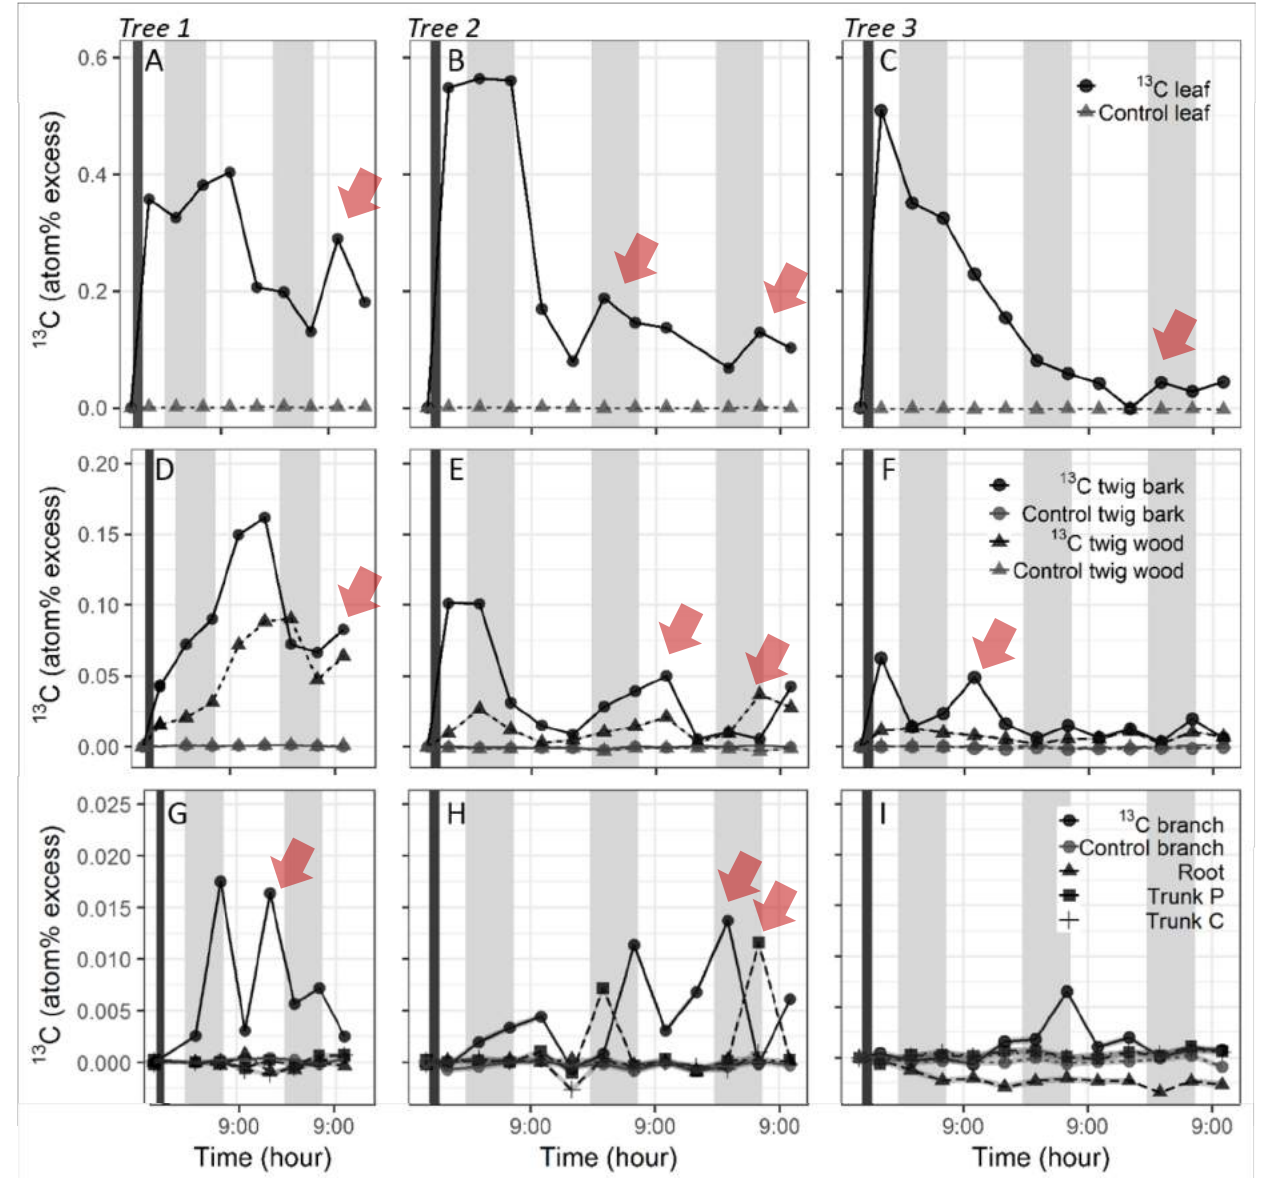 Tree 1 Tree 2 Tree 3
A B C
0.6
0.4
0.2
0.0
¹³C (atom% excess)
¹³C leaf
Control leaf
D E F
0.20
0.15
0.10
0.05
0.00
¹³C (atom% excess)
¹³C twig bark
Control twig bark
¹³C twig wood
Control twig wood
G H I
0.025
0.020
0.015
0.010
0.005
0.000
¹³C (atom% excess)
¹³C branch
Control branch
Root
Trunk P
Trunk C
9:00 9:00 9:00 9:00 9:00 9:00 9:00 9:00
Time (hour) Time (hour) Time (hour)